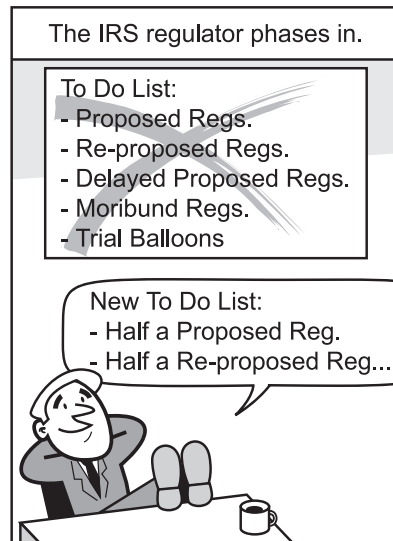 The IRS regulator phases in.
To Do List:
- Proposed Regs.
- Re-proposed Regs.
- Delayed Proposed Regs.
- Moribund Regs.
- Trial Balloons
New To Do List:
- Half a Proposed Reg.
- Half a Re-proposed Reg...